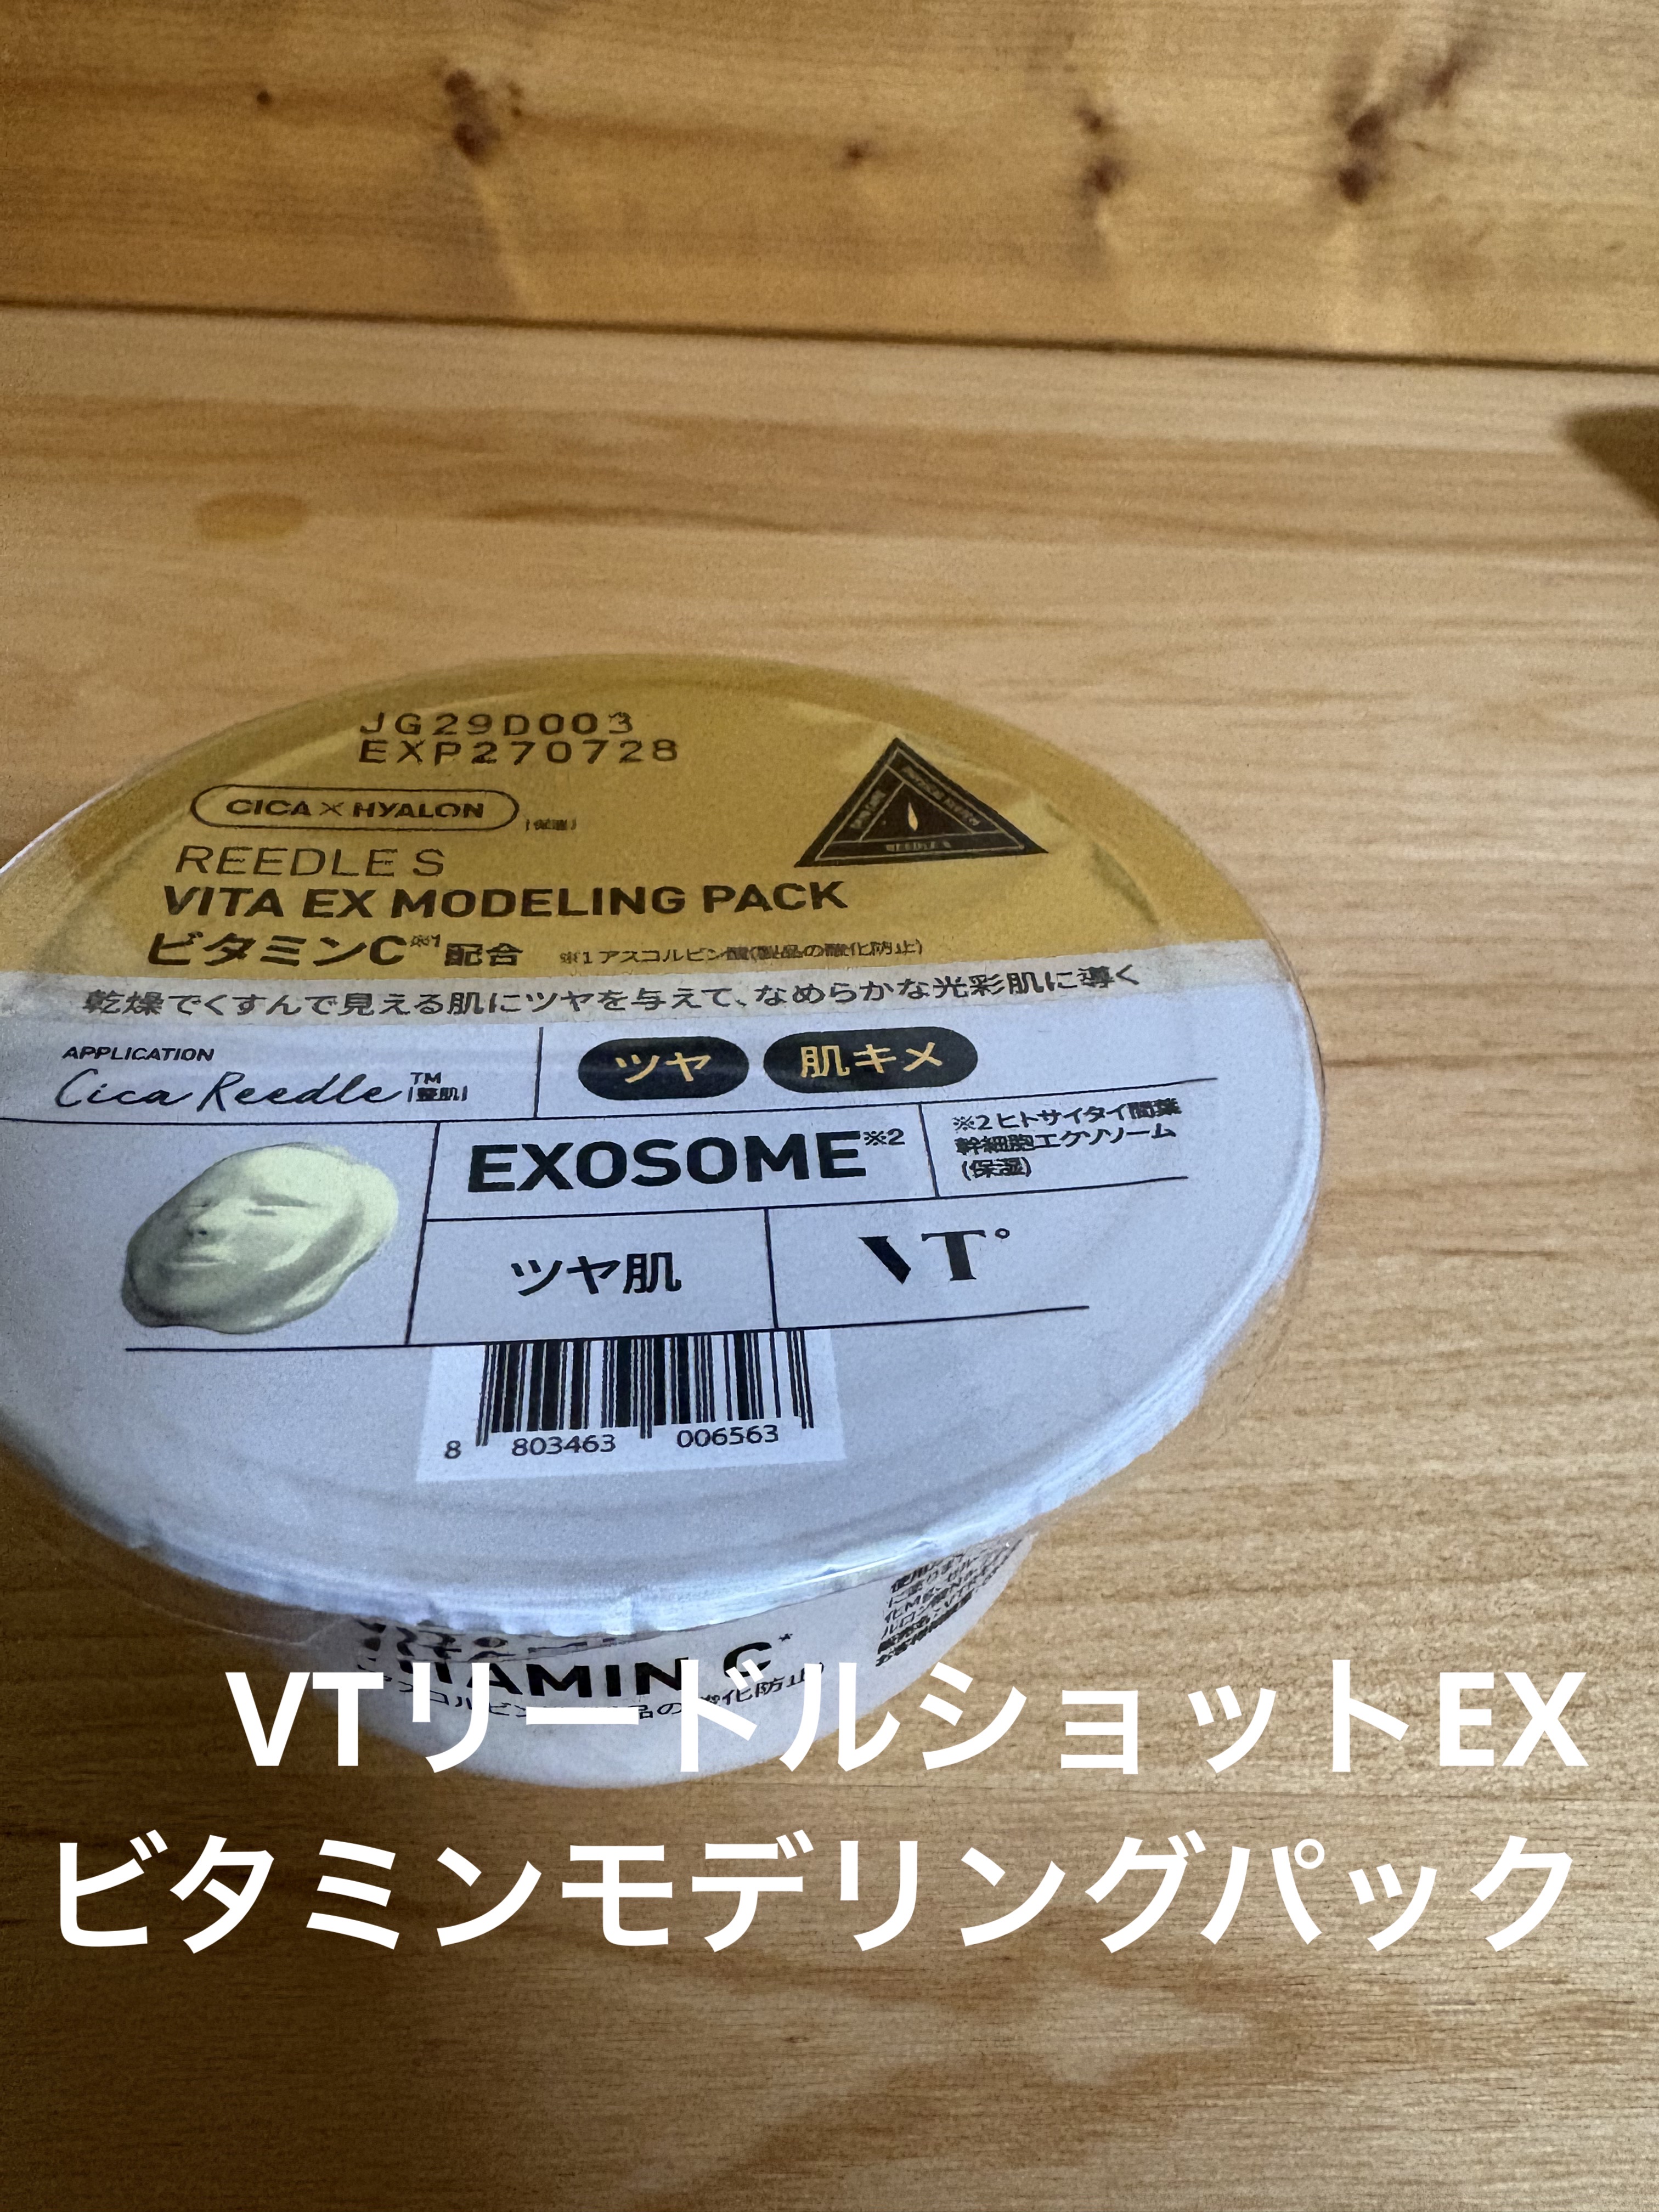 JG29D003
EXP270728
CICA×HYALON
REEDLE S
VITA EX MODELING PACK
ビタミンC※1配合 ※1アスコルビン酸(製品の酸化防止)
乾燥でくすんで見える肌にツヤを与えて、なめらかな光彩肌に導く
APPLICATION
Cica Reedle™
[整肌]
ツヤ 肌キメ
EXOSOME※2
※2ヒトサイタイ間葉
幹細胞エクソソーム
(保湿)
ツヤ肌
VT°
8 803463 006563
VTリードルショットEX
ビタミンモデリングパック